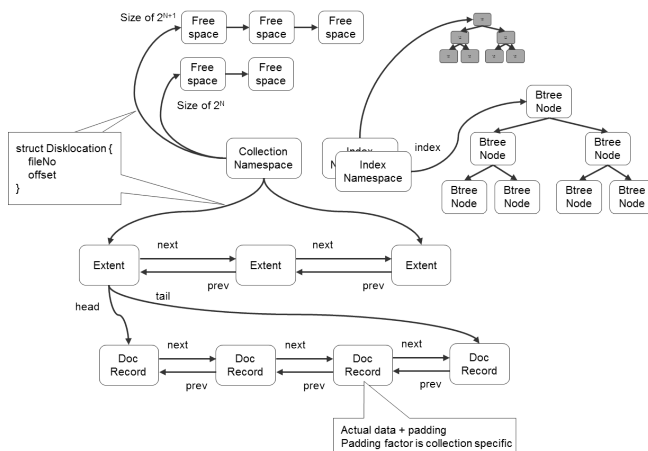 Size of 2N+1
Free
space
Free
space
Free
space
Free
space
Free
space
Size of 2N
struct Disklocation {
fileNo
offset
}
Collection
Namespace
Index
N
Index
Namespace
index
Btree
Node
Btree
Node
Btree
Node
Btree
Node
Btree
Node
Btree
Node
Btree
Node
Extent
next
prev
Extent
next
prev
Extent
head
tail
Doc
Record
next
prev
Doc
Record
next
prev
Doc
Record
next
prev
Doc
Record
Actual data + padding
Padding factor is collection specific